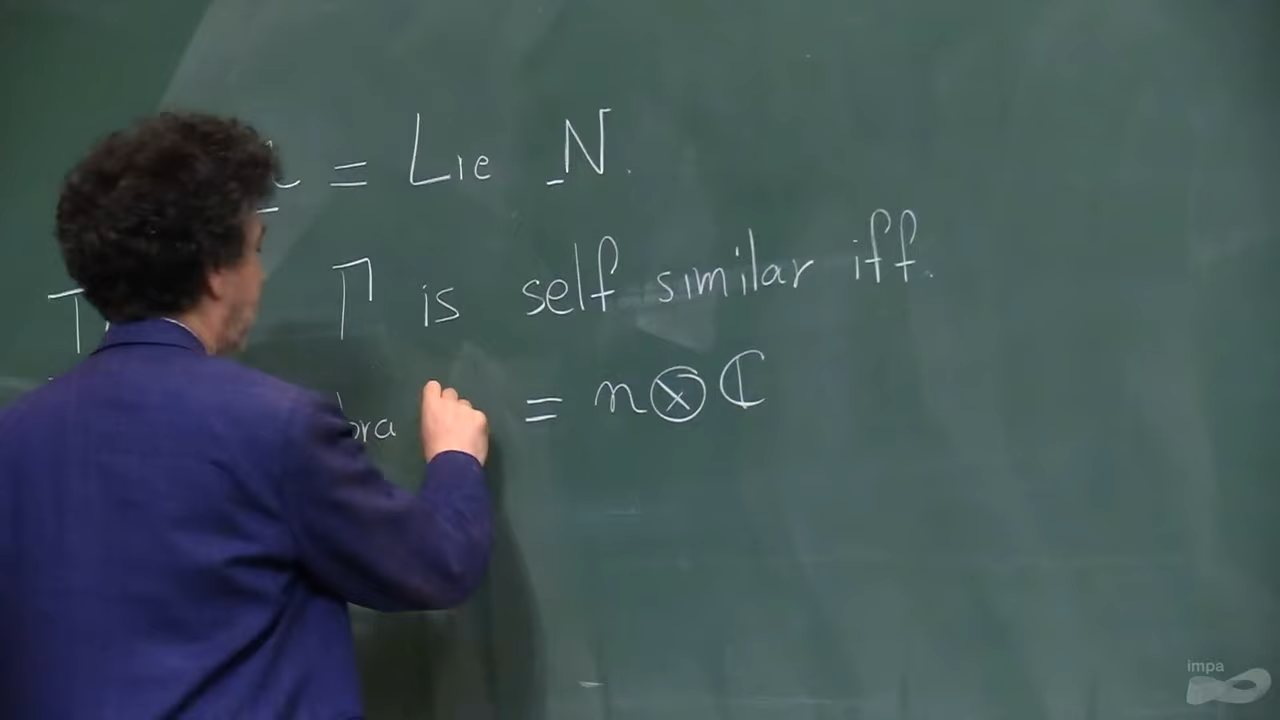 = Lie N.
Γ is self similar iff.
= n ⊗ ℂ
impa